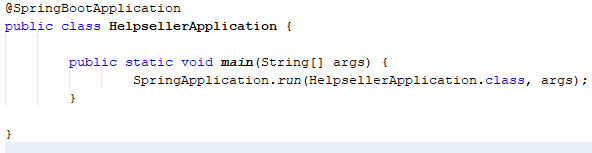 @SpringBootApplication
public class HelpsellerApplication {
public static void main(String[] args) {
SpringApplication.run(HelpsellerApplication.class, args);
}
}